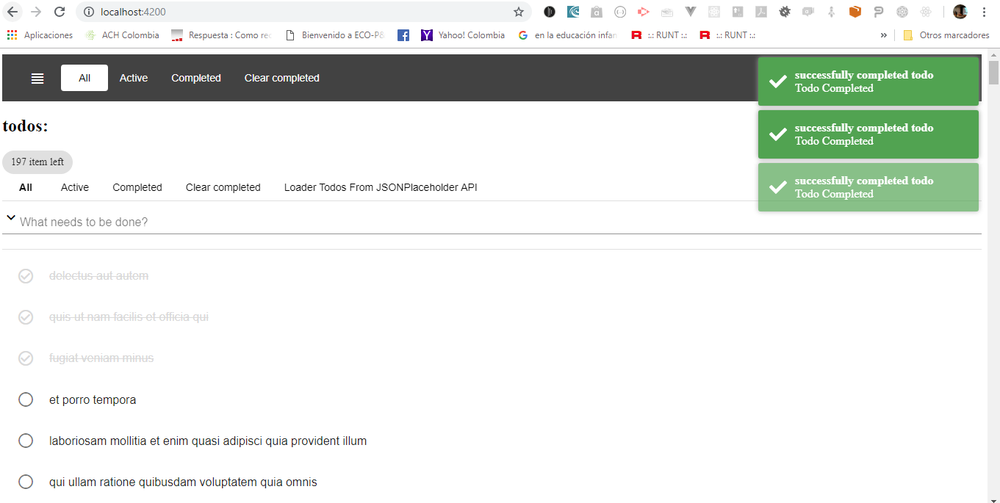 localhost:4200
Aplicaciones
ACH Colombia
Respuesta : Como re
Bienvenido a ECO-P&
Yahoo! Colombia
en la educación infan
.:: RUNT ::.
.:: RUNT ::.
»
Otros marcadores
All
Active
Completed
Clear completed
successfully completed todo
Todo Completed
successfully completed todo
Todo Completed
successfully completed todo
Todo Completed
todos:
197 item left
All
Active
Completed
Clear completed
Loader Todos From JSONPlaceholder API
What needs to be done?
delectus aut autem
quis ut nam facilis et officia qui
fugiat veniam minus
et porro tempora
laboriosam mollitia et enim quasi adipisci quia provident illum
qui ullam ratione quibusdam voluptatem quia omnis